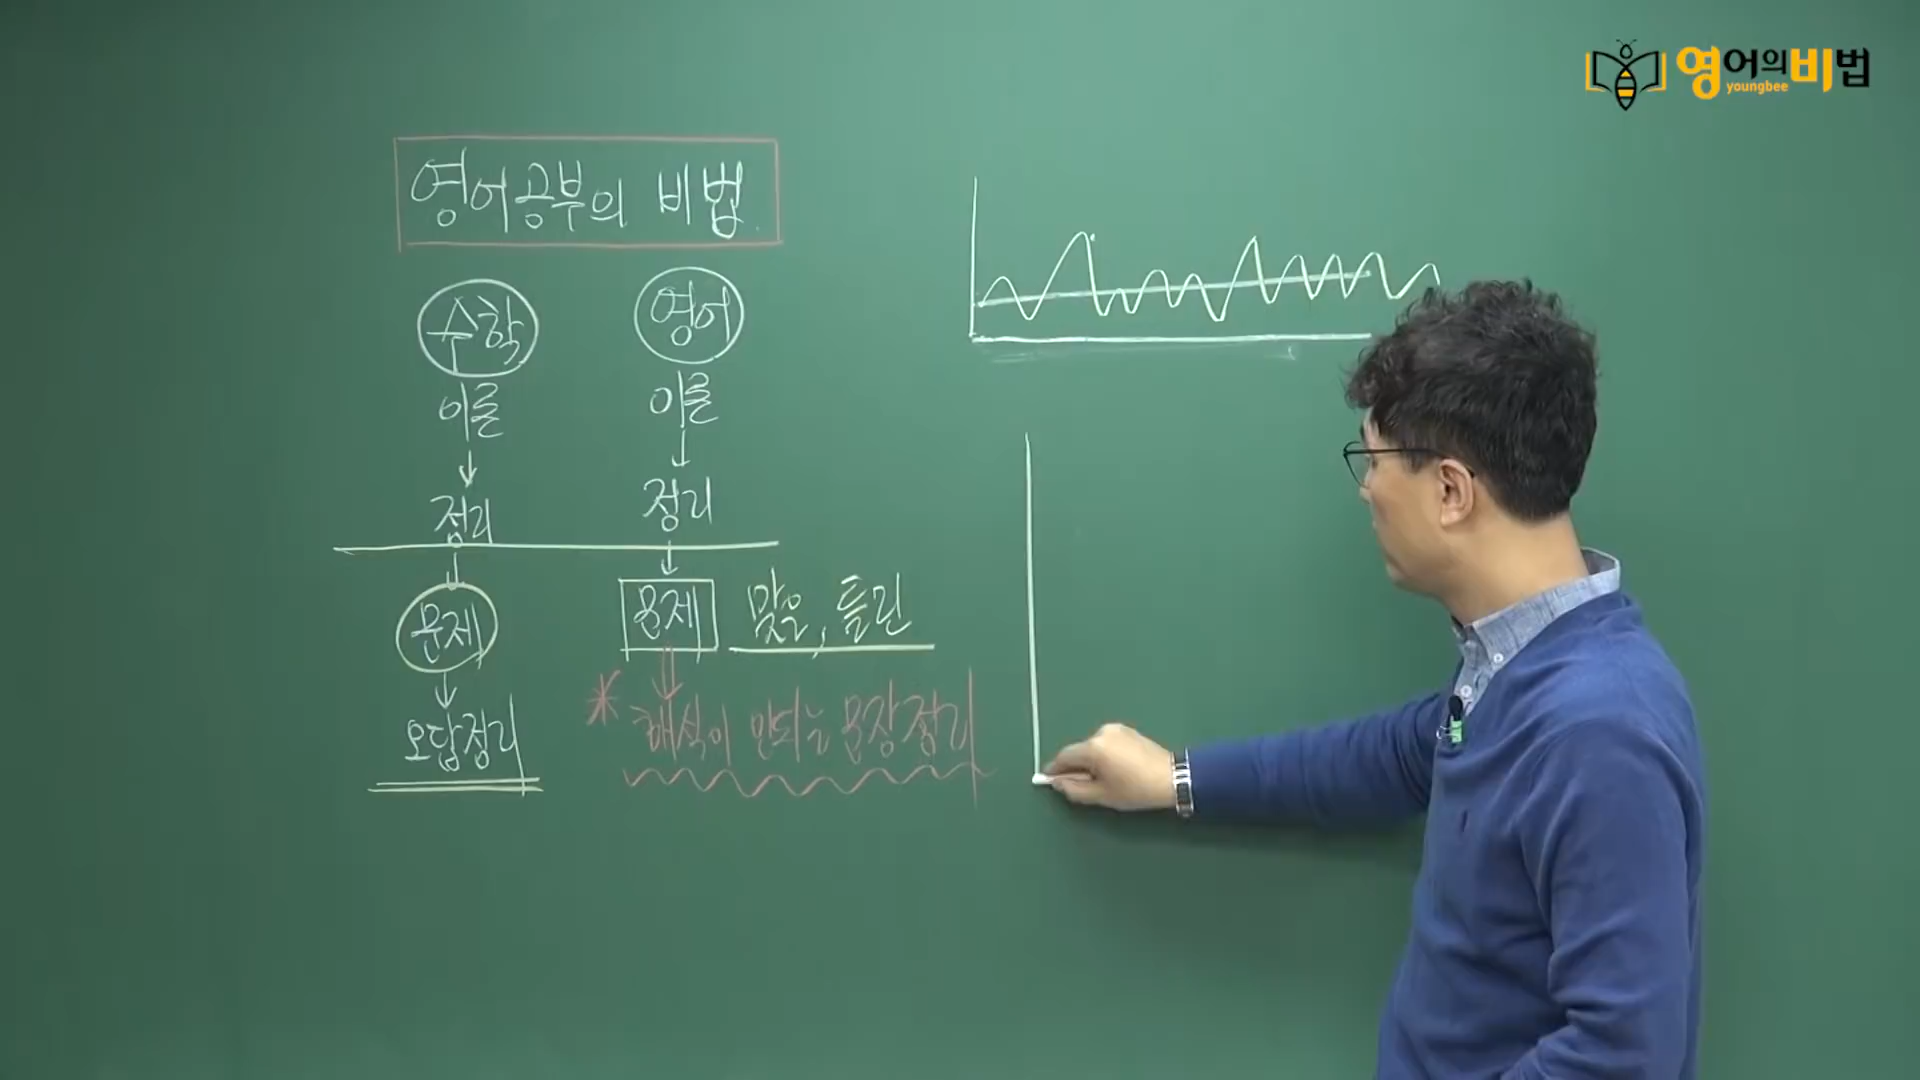 영어의비법
youngbee
영어공부의 비법.
수학
이론
정리
문제
오답정리
영어
이론
정리
문제 맞은, 틀린
* 해석이 안되는 문장정리